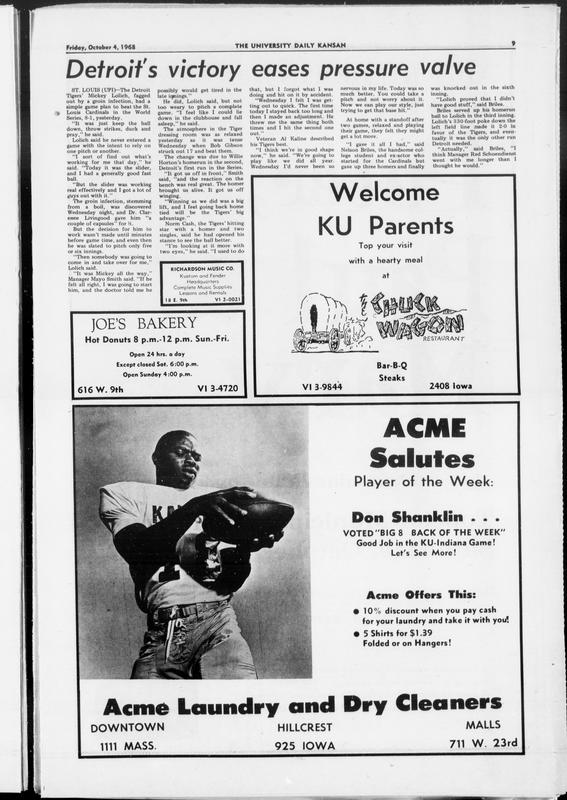 Friday, October 4, 1968
THE UNIVERSITY DAILY KANSAN
9
Detroit's victory eases pressure valve
ST. LOUIS (UPI)—The Detroit
Tigers' Mickey Lolich, fagged
out by a groin infection, had a
simple game plan to beat the St.
Louis Cardinals in the World
Series, 8-1, yesterday.
"It was just keep the ball
down, throw strikes, duck and
pray," he said.
Lolich said he never entered a
game with the intent to rely on
one pitch or another.
"I sort of find out what's
working for me that day," he
said. "Today it was the slider,
and I had a generally good fast
ball.
"But the slider was working
real effectively and I got a lot of
guys out with it."
The groin infection, stemming
from a boil, was discovered
Wednesday night, and Dr. Clar-
ence Livingood gave him "a
couple of capsules" for it.
But the decision for him to
work wasn't made until minutes
before game time, and even then
he was slated to pitch only five
or six innings.
"Then somebody was going to
come in and take over for me,"
Lolich said.
"It was Mickey all the way,"
Manager Mayo Smith said. "If he
felt all right, I was going to start
him, and the doctor told me he
possibly would get tired in the
late innings."
He did, Lolich said, but not
too weary to pitch a complete
game. "I feel like I could lie
down in the clubhouse and fall
asleep," he said.
The atmosphere in the Tiger
dressing room was as relaxed
yesterday as it was tense
Wednesday when Bob Gibson
struck out 17 and beat them.
The change was due to Willie
Horton's homerun in the second,
Detroit's first run in the Series.
"It got us off in front," Smith
said, "and the reaction on the
bench was real great. The homer
brought us alive. It got us off
winging.
"Winning as we did was a big
lift, and I feel going back home
tied will be the Tigers' big
advantage."
Norm Cash, the Tigers' hitting
star with a homer and two
singles, said he had opened his
stance to see the ball better.
"I'm looking at it more with
two eyes," he said. "I used to do
that, but I forgot what I was
doing and hit on it by accident.
"Wednesday I felt I was get-
ting out to quick. The first time
today I stayed back too long and
then I made an adjustment. He
threw me the same thing both
times and I hit the second one
out."
Veteran Al Kaline described
his Tigers best.
"I think we're in good shape
now," he said. "We're going to
play like we did all year.
Wednesday I'd never been so
nervous in my life. Today was so
much better. You could take a
pitch and not worry about it.
Now we can play our style, just
trying to get that base hit."
At home with a standoff after
two games, relaxed and playing
their game, they felt they might
get a lot more.
"I gave it all I had," said
Nelson Briles, the handsome col-
lege student and ex-actor who
started for the Cardinals but
gave up three homers and finally
was knocked out in the sixth
inning.
"Lolich proved that I didn't
have good stuff," said Briles.
Briles served up his homerun
ball to Lolich in the third inning.
Lolich's 330-foot poke down the
left field line made it 2-0 in
favor of the Tigers, and even-
tually it was the only other run
Detroit needed.
"Actually," said Briles, "I
think Manager Red Schoendienst
went with me longer than I
thought he would."
RICHARDSON MUSIC CO.
Kustom and Fender
Headquarters
Complete Music Supplies
Lessons and Rentals
18 E. 9th VI 2-0021
JOE'S BAKERY
Hot Donuts 8 p.m.-12 p.m. Sun.-Fri.
Open 24 hrs. a day
Except closed Sat. 6:00 p.m.
Open Sunday 4:00 p.m.
616 W. 9th VI 3-4720
Welcome
KU Parents
Top your visit
with a hearty meal
at
the CHUCK
WAGON
RESTAURANT
Bar-B-Q
Steaks
VI 3-9844 2408 Iowa
KA
ACME
Salutes
Player of the Week:
Don Shanklin . . .
VOTED "BIG 8 BACK OF THE WEEK"
Good Job in the KU-Indiana Game!
Let's See More!
Acme Offers This:
● 10% discount when you pay cash
for your laundry and take it with you!
● 5 Shirts for $1.39
Folded or on Hangers!
Acme Laundry and Dry Cleaners
DOWNTOWN HILLCREST MALLS
1111 MASS. 925 IOWA 711 W. 23rd